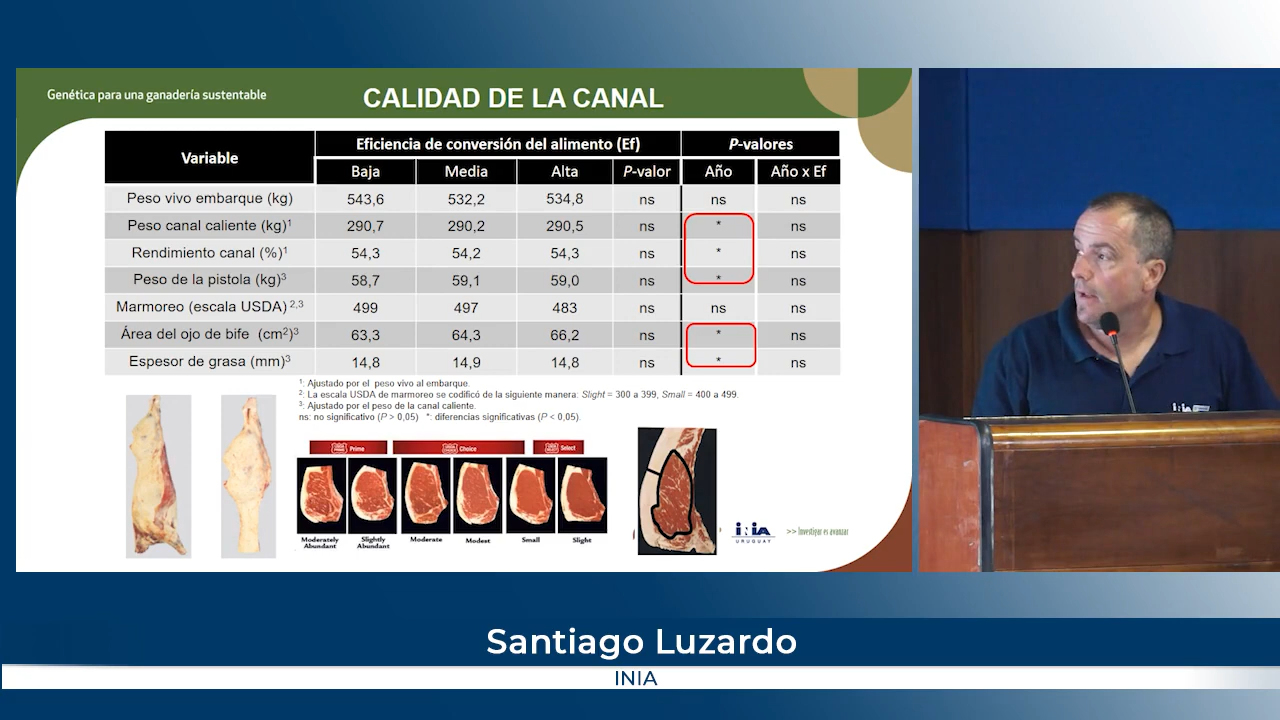 Genética para una ganadería sustentable
CALIDAD DE LA CANAL
Variable
Eficiencia de conversión del alimento (Ef)
P-valores
Baja Media Alta P-valor Año Año x Ef
Peso vivo embarque (kg) 543,6 532,2 534,8 ns ns ns
Peso canal caliente (kg)¹ 290,7 290,2 290,5 ns * ns
Rendimiento canal (%)¹ 54,3 54,2 54,3 ns * ns
Peso de la pistola (kg)³ 58,7 59,1 59,0 ns * ns
Marmoreo (escala USDA) ²,³ 499 497 483 ns ns ns
Área del ojo de bife (cm²)³ 63,3 64,3 66,2 ns * ns
Espesor de grasa (mm)³ 14,8 14,9 14,8 ns * ns
¹: Ajustado por el peso vivo al embarque.
²: La escala USDA de marmoreo se codificó de la siguiente manera: Slight = 300 a 399, Small = 400 a 499.
³: Ajustado por el peso de la canal caliente.
ns: no significativo (P > 0,05) *: diferencias significativas (P < 0,05).
Prime Choice Select
Moderately Abundant
Slightly Abundant
Moderate
Modest
Small
Slight
INIA
URUGUAY
>> Investigar es avanzar
Santiago Luzardo
INIA